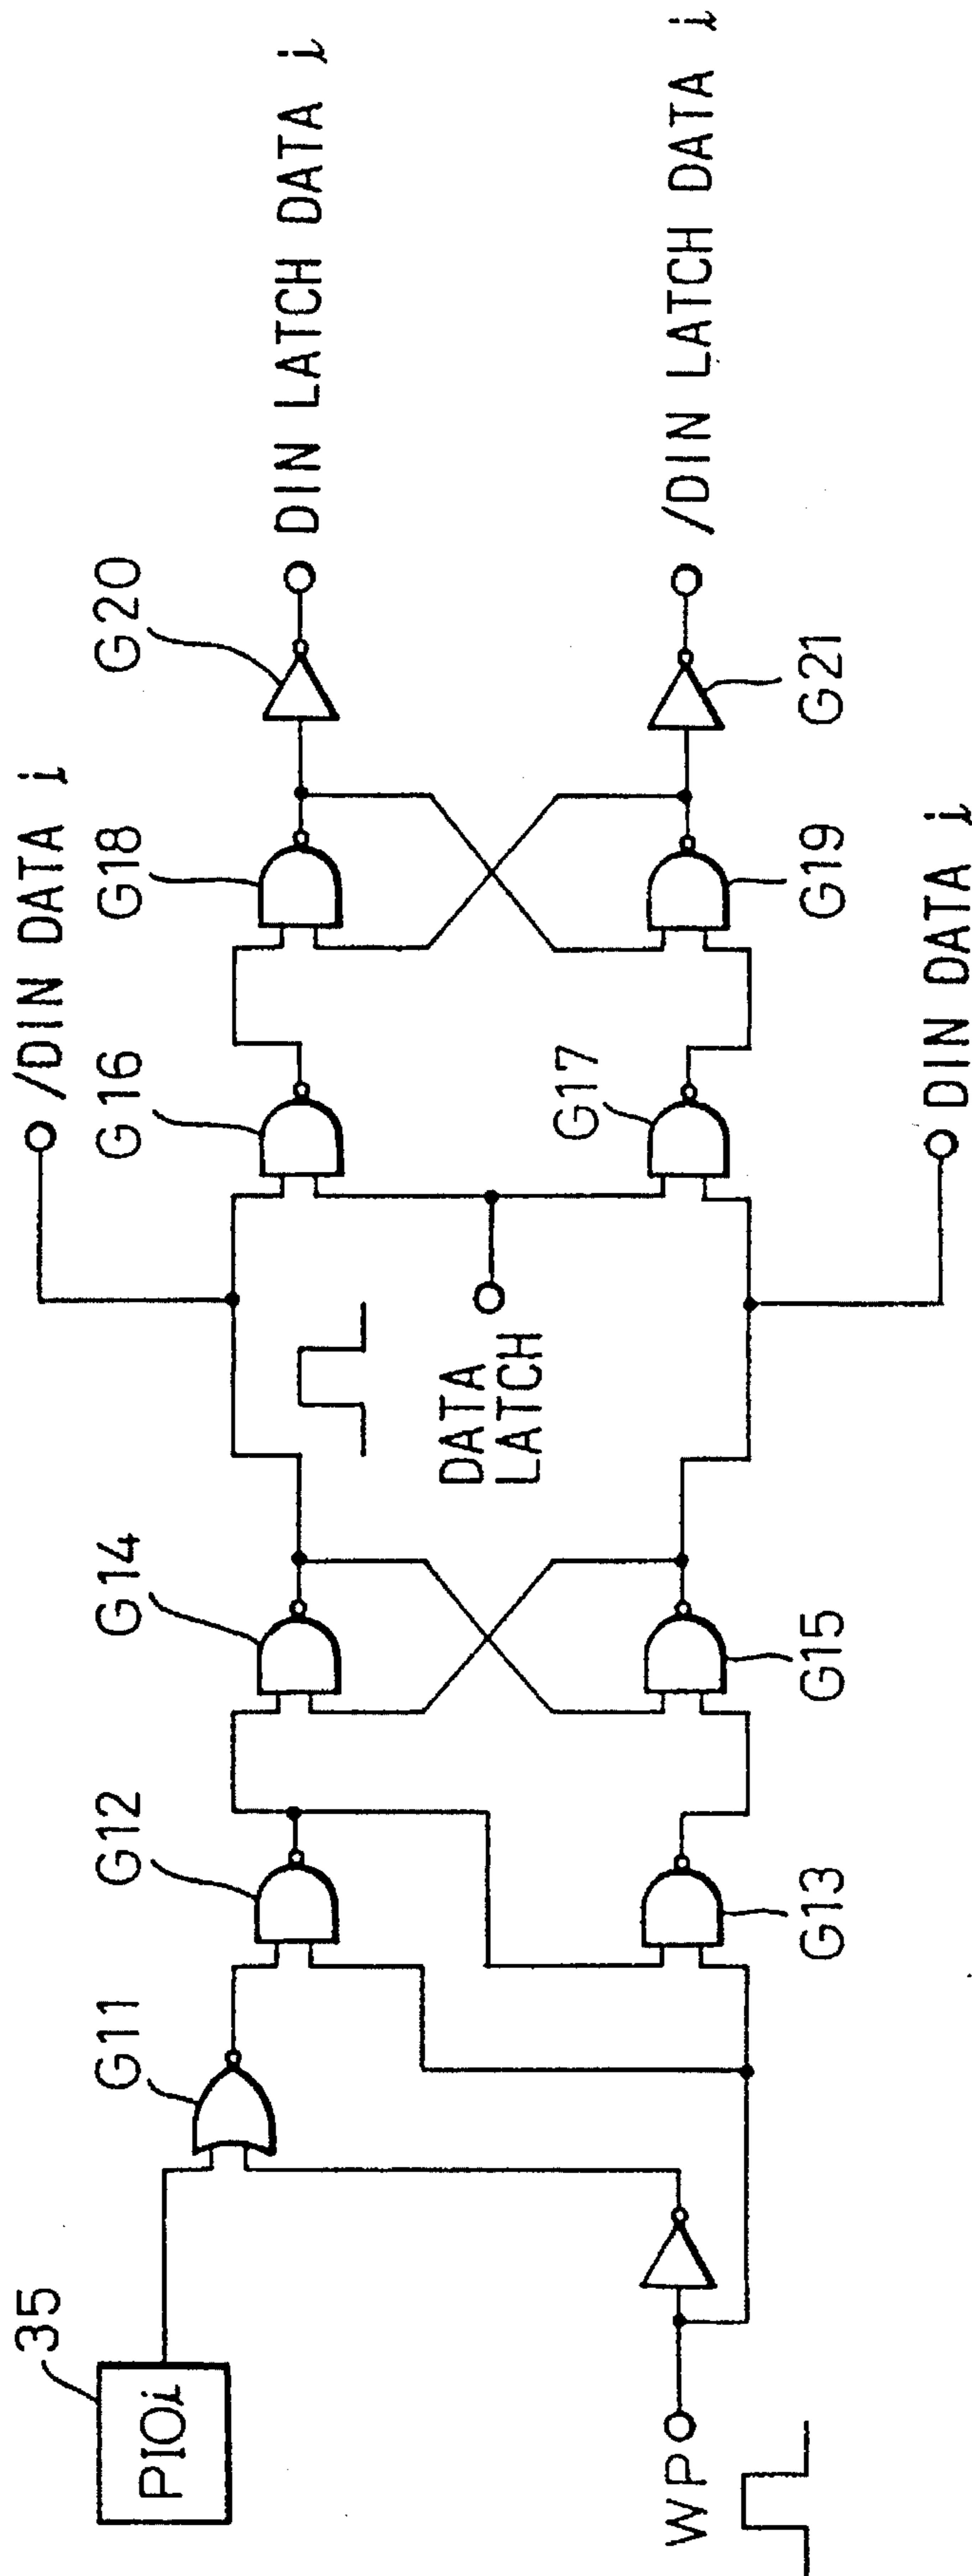 35
PIOi
WP
G11
G12
G13
G14
G15
DATA
LATCH
/DIN DATA i
DIN DATA i
G16
G17
G18
G19
G20
G21
DIN LATCH DATA i
/DIN LATCH DATA i